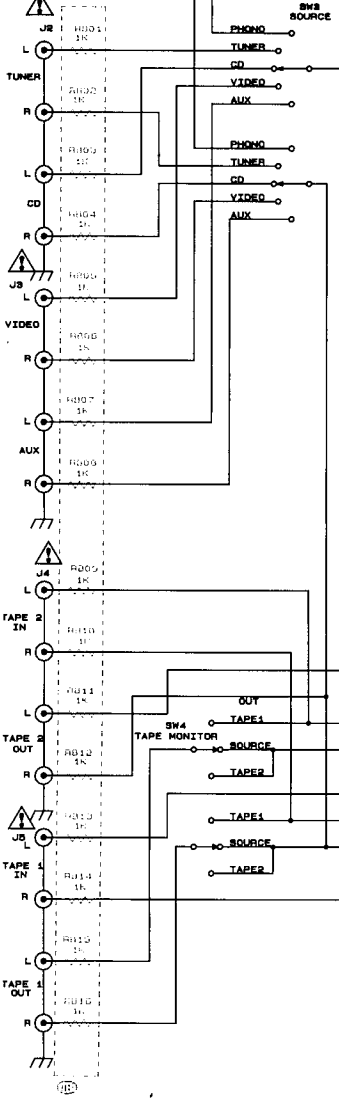 SW3
SOURCE
J2
R801
1K
L
TUNER
R802
1K
R
R803
1K
L
CD
R804
1K
R
PHONO
TUNER
CD
VIDEO
AUX
PHONO
TUNER
CD
VIDEO
AUX
J3
R805
1K
L
VIDEO
R806
1K
R
R807
1K
L
AUX
R808
1K
R
J4
R809
1K
L
TAPE 2
IN
R810
1K
R
R811
1K
L
TAPE 2
OUT
R812
1K
R
SW4
TAPE MONITOR
OUT
TAPE1
SOURCE
TAPE2
TAPE1
SOURCE
TAPE2
J5
R813
1K
L
TAPE 1
IN
R814
1K
R
R815
1K
L
TAPE 1
OUT
R816
1K
R